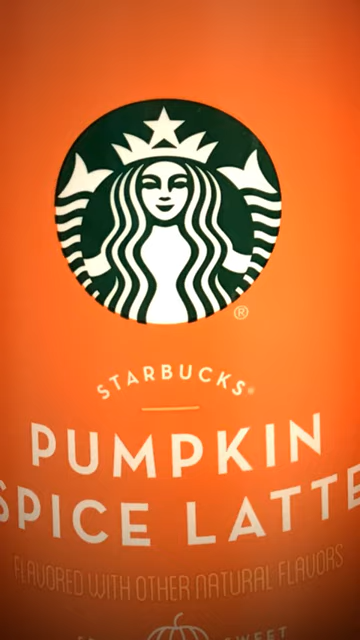 ®
STARBUCKS®
PUMPKIN
SPICE LATTE
FLAVORED WITH OTHER NATURAL FLAVORS